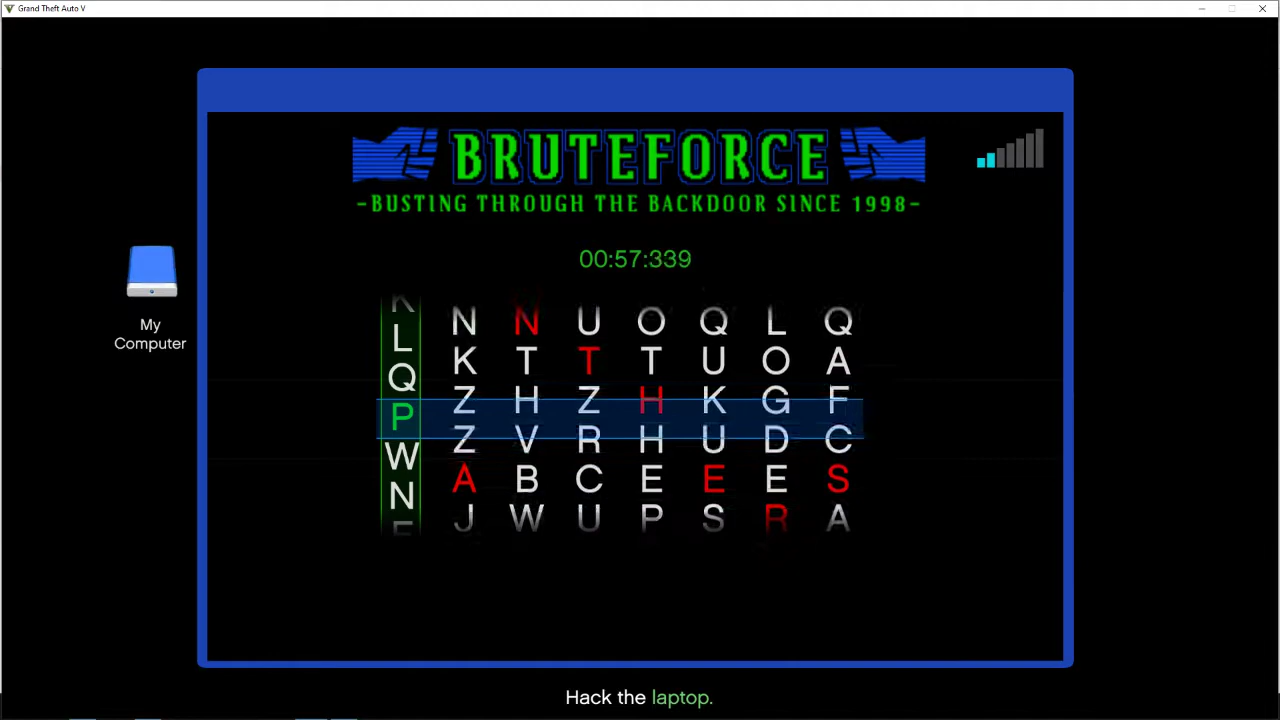 Grand Theft Auto V
BRUTEFORCE
-BUSTING THROUGH THE BACKDOOR SINCE 1998-
00:57:339
My
Computer
L N N U O Q L Q
Q K T T T U O A
P Z H Z H K G F
W Z V R H U D C
N A B C E E E S
J W U P S R A
Hack the laptop.